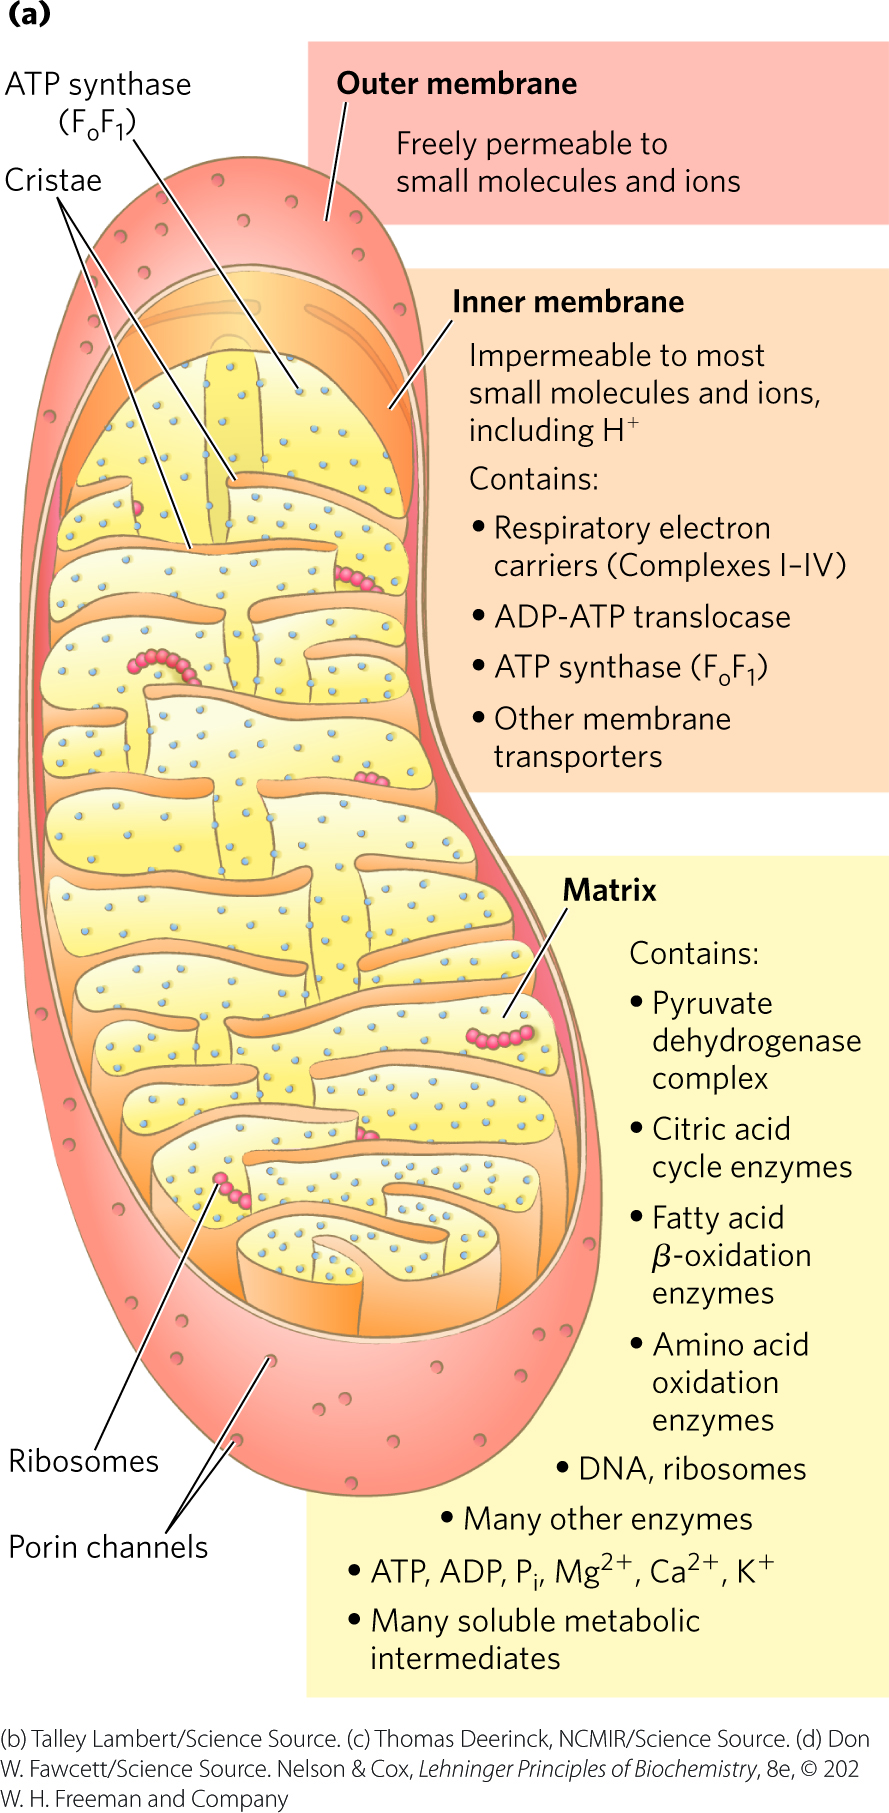 (a)
ATP synthase
(FₒF₁)
Cristae
Outer membrane
Freely permeable to
small molecules and ions
Inner membrane
Impermeable to most
small molecules and ions,
including H⁺
Contains:
• Respiratory electron
carriers (Complexes I–IV)
• ADP-ATP translocase
• ATP synthase (FₒF₁)
• Other membrane
transporters
Matrix
Contains:
• Pyruvate
dehydrogenase
complex
• Citric acid
cycle enzymes
• Fatty acid
β-oxidation
enzymes
• Amino acid
oxidation
enzymes
• DNA, ribosomes
• Many other enzymes
• ATP, ADP, Pᵢ, Mg²⁺, Ca²⁺, K⁺
• Many soluble metabolic
intermediates
Ribosomes
Porin channels
(b) Talley Lambert/Science Source. (c) Thomas Deerinck, NCMIR/Science Source. (d) Don
W. Fawcett/Science Source. Nelson & Cox, Lehninger Principles of Biochemistry, 8e, © 202
W. H. Freeman and Company